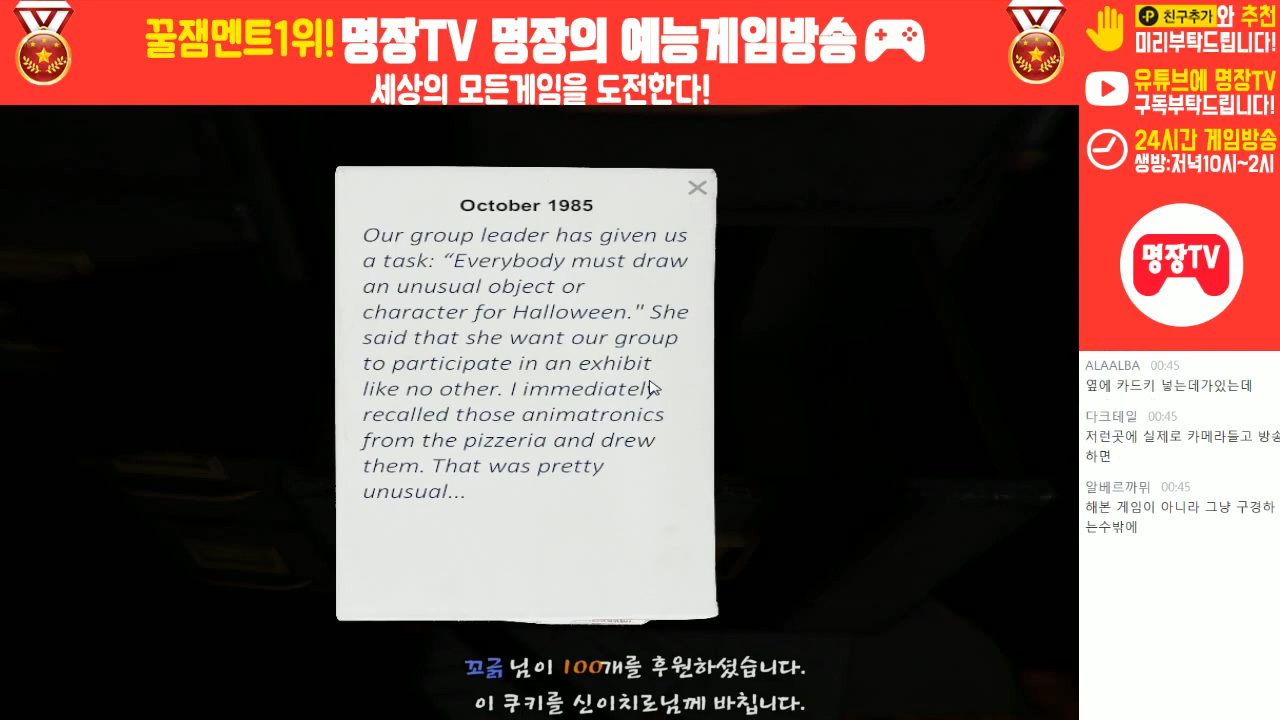 꿀잼멘트1위! 명장TV 명장의 예능게임방송
세상의 모든게임을 도전한다!
P 친구추가 와 추천
미리부탁드립니다!
유튜브에 명장TV
구독부탁드립니다!
24시간 게임방송
생방:저녁10시~2시
명장TV
October 1985
Our group leader has given us
a task: “Everybody must draw
an unusual object or
character for Halloween." She
said that she want our group
to participate in an exhibit
like no other. I immediately
recalled those animatronics
from the pizzeria and drew
them. That was pretty
unusual...
ALAALBA 00:45
옆에 카드키 넣는데가있는데
다크테일 00:45
저런곳에 실제로 카메라들고 방송
하면
알베르까뮈 00:45
해본 게임이 아니라 그냥 구경하
는수밖에
꼬긁 님이 100개를 후원하셨습니다.
이 쿠키를 신이치로님께 바칩니다.